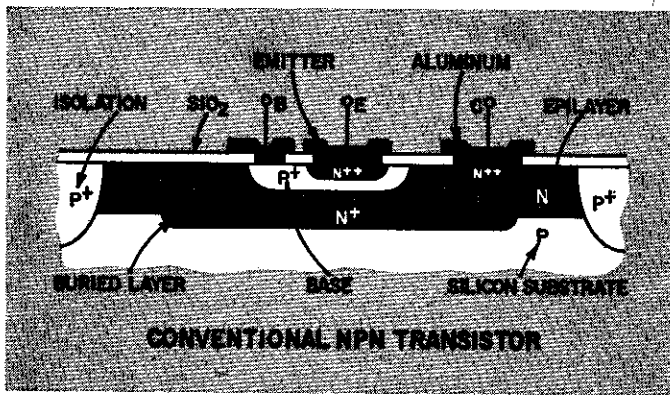 EMITTER ALUMINUM
ISOLATION SIO₂ B E C EPILAYER
P+ P+ N++ N++ N P+
N+ P
BURIED LAYER BASE SILICON SUBSTRATE
CONVENTIONAL NPN TRANSISTOR